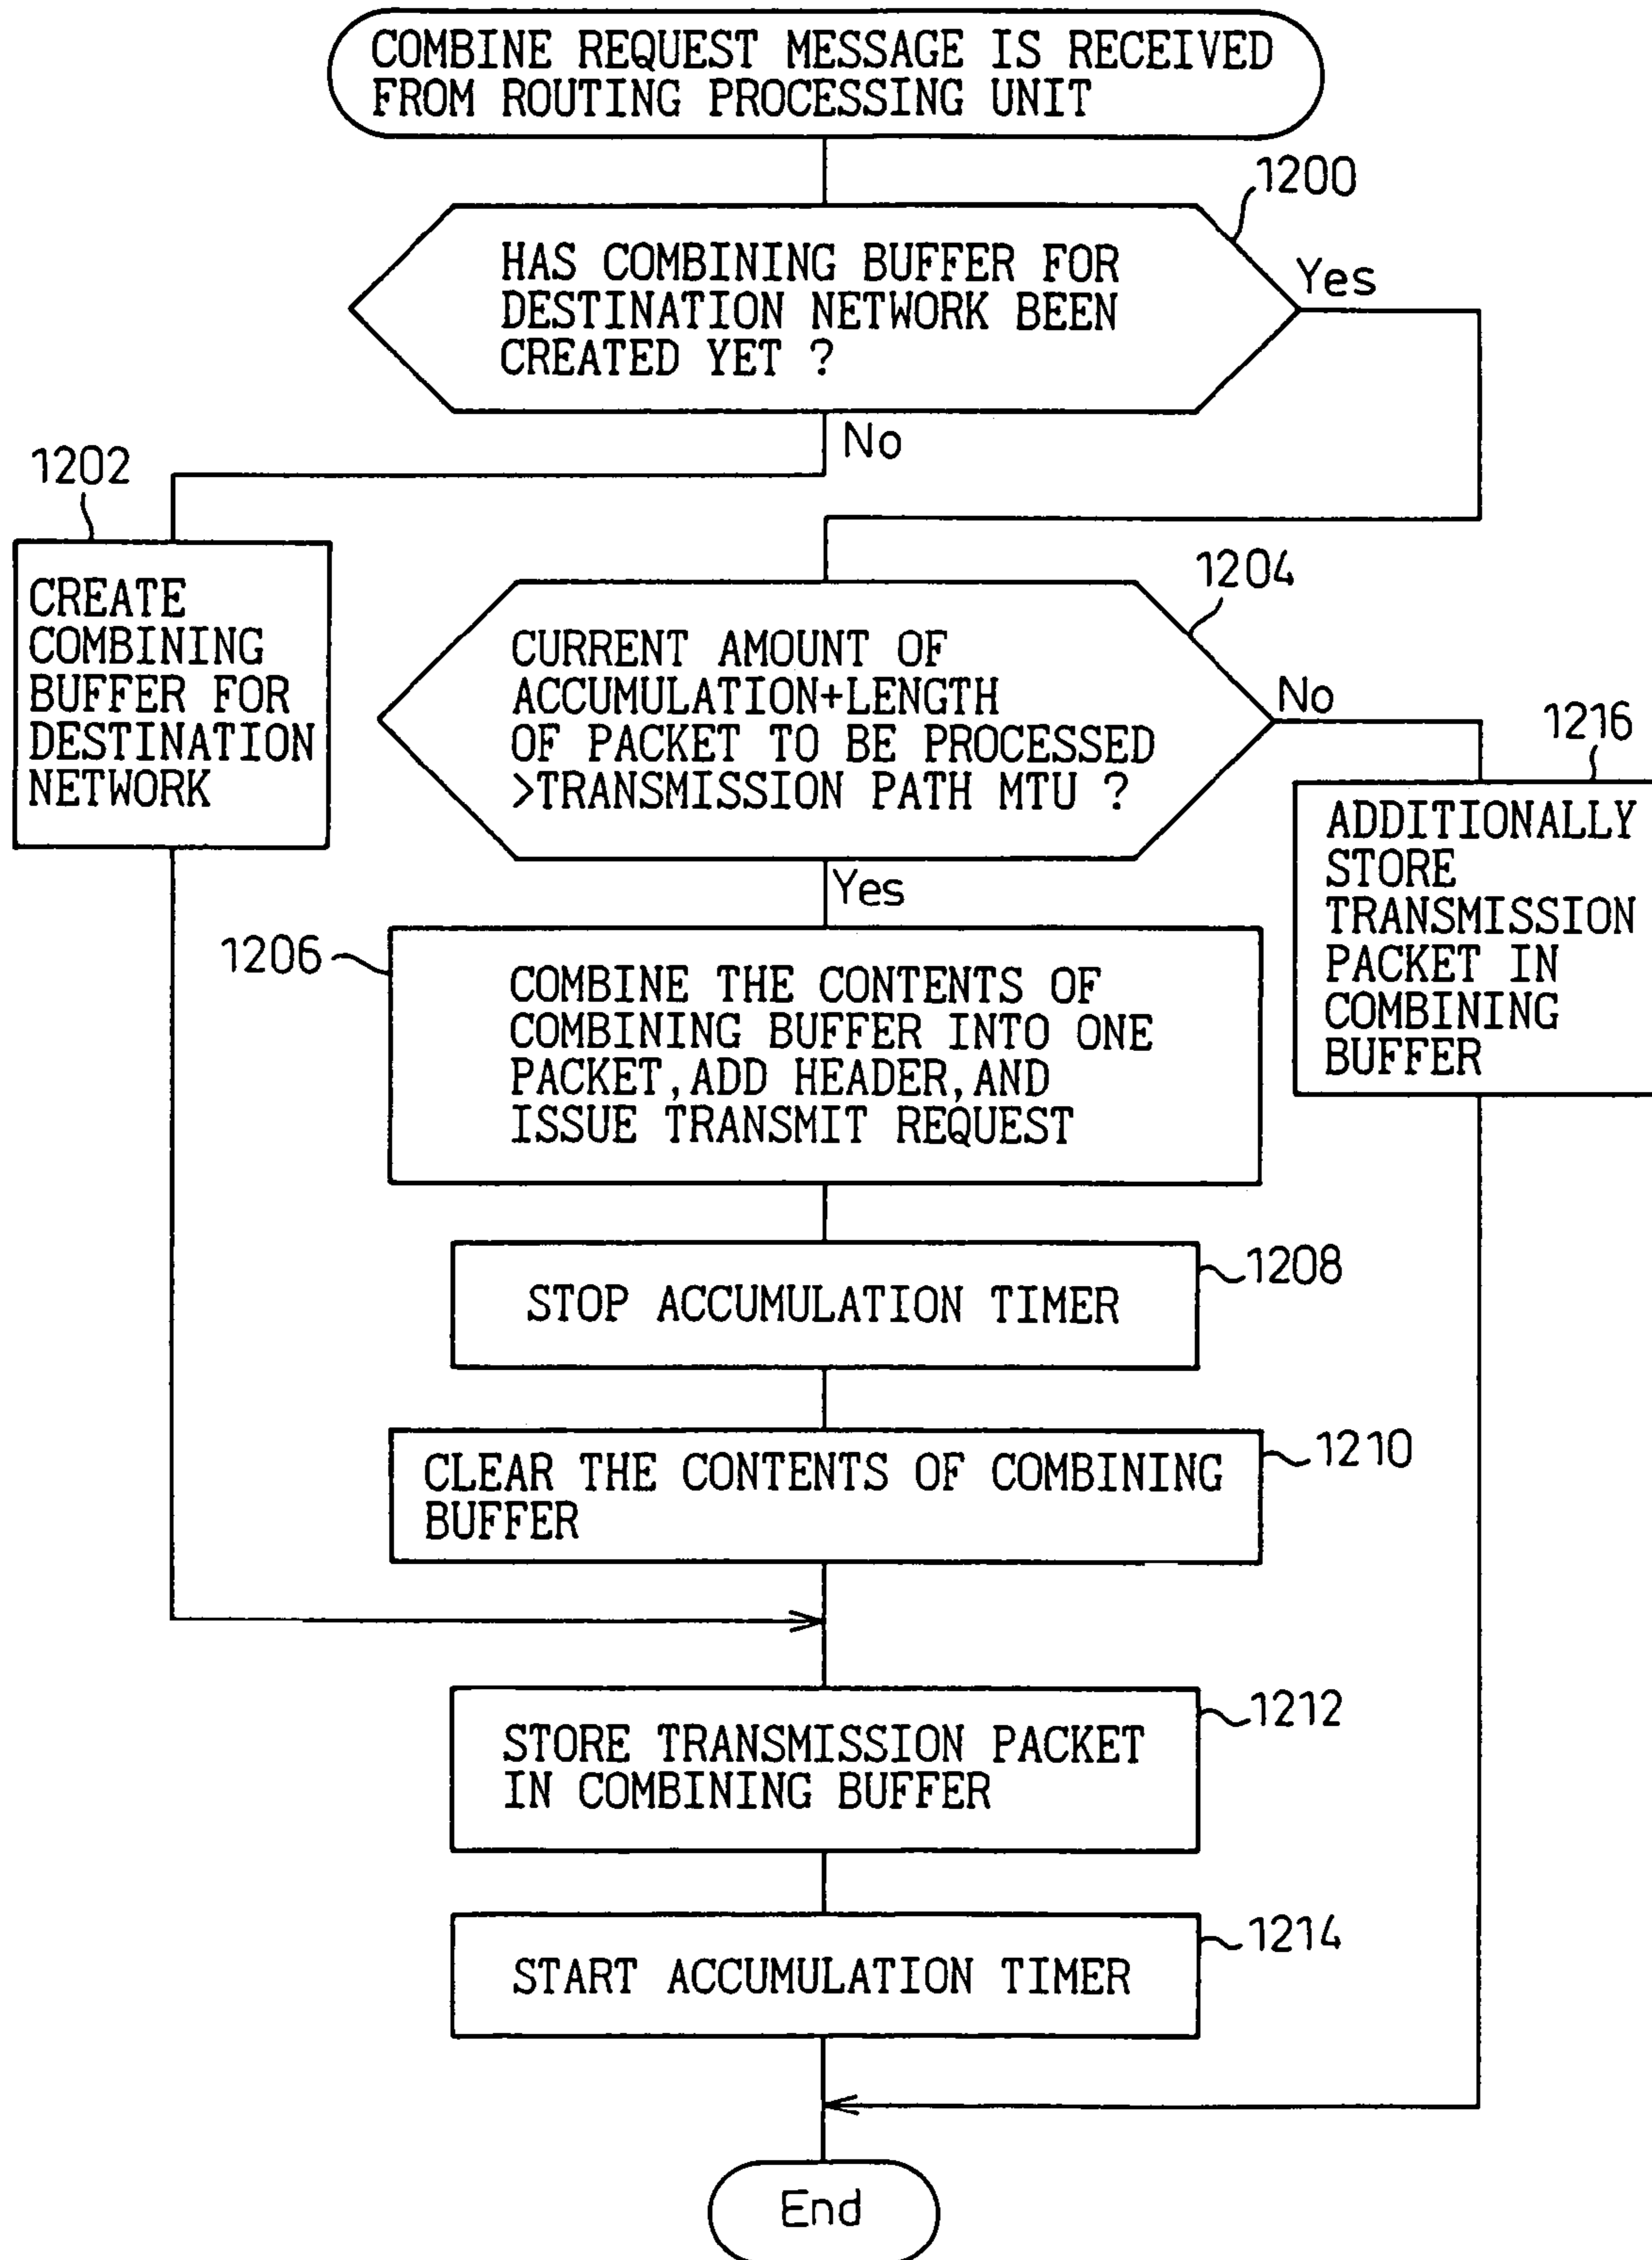 COMBINE REQUEST MESSAGE IS RECEIVED
FROM ROUTING PROCESSING UNIT
1200
HAS COMBINING BUFFER FOR
DESTINATION NETWORK BEEN
CREATED YET ?
Yes
No
1202
CREATE
COMBINING
BUFFER FOR
DESTINATION
NETWORK
1204
CURRENT AMOUNT OF
ACCUMULATION+LENGTH
OF PACKET TO BE PROCESSED
>TRANSMISSION PATH MTU ?
No
1216
ADDITIONALLY
STORE
TRANSMISSION
PACKET IN
COMBINING
BUFFER
Yes
1206
COMBINE THE CONTENTS OF
COMBINING BUFFER INTO ONE
PACKET,ADD HEADER,AND
ISSUE TRANSMIT REQUEST
1208
STOP ACCUMULATION TIMER
1210
CLEAR THE CONTENTS OF COMBINING
BUFFER
1212
STORE TRANSMISSION PACKET
IN COMBINING BUFFER
1214
START ACCUMULATION TIMER
End